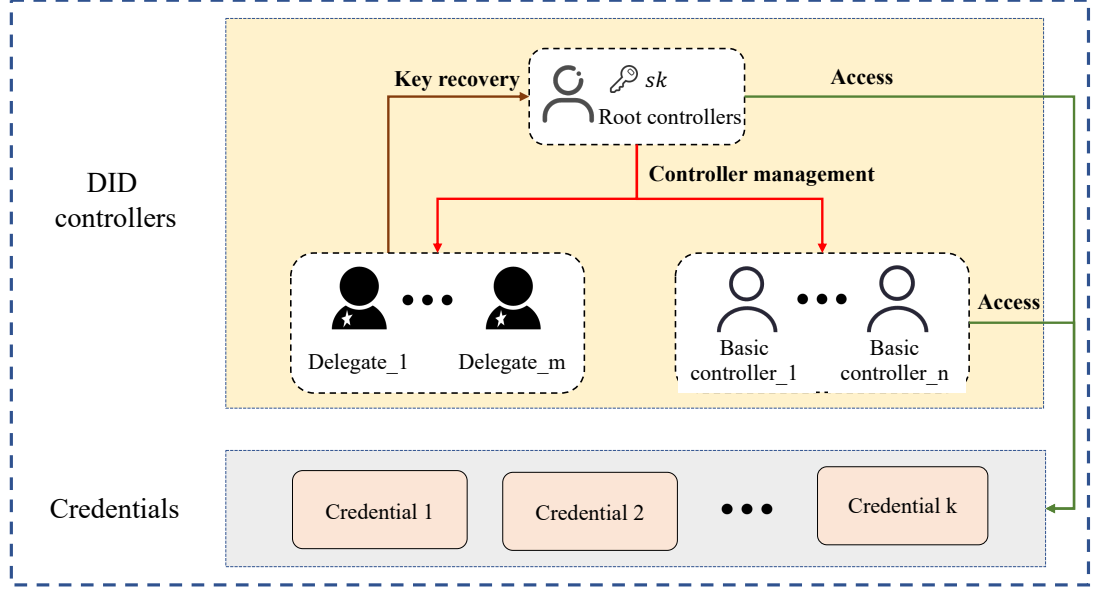 Key recovery
sk
Access
Root controllers
Controller management
DID
controllers
Access
Delegate_1
Delegate_m
Basic
controller_1
Basic
controller_n
Credentials
Credential 1
Credential 2
Credential k